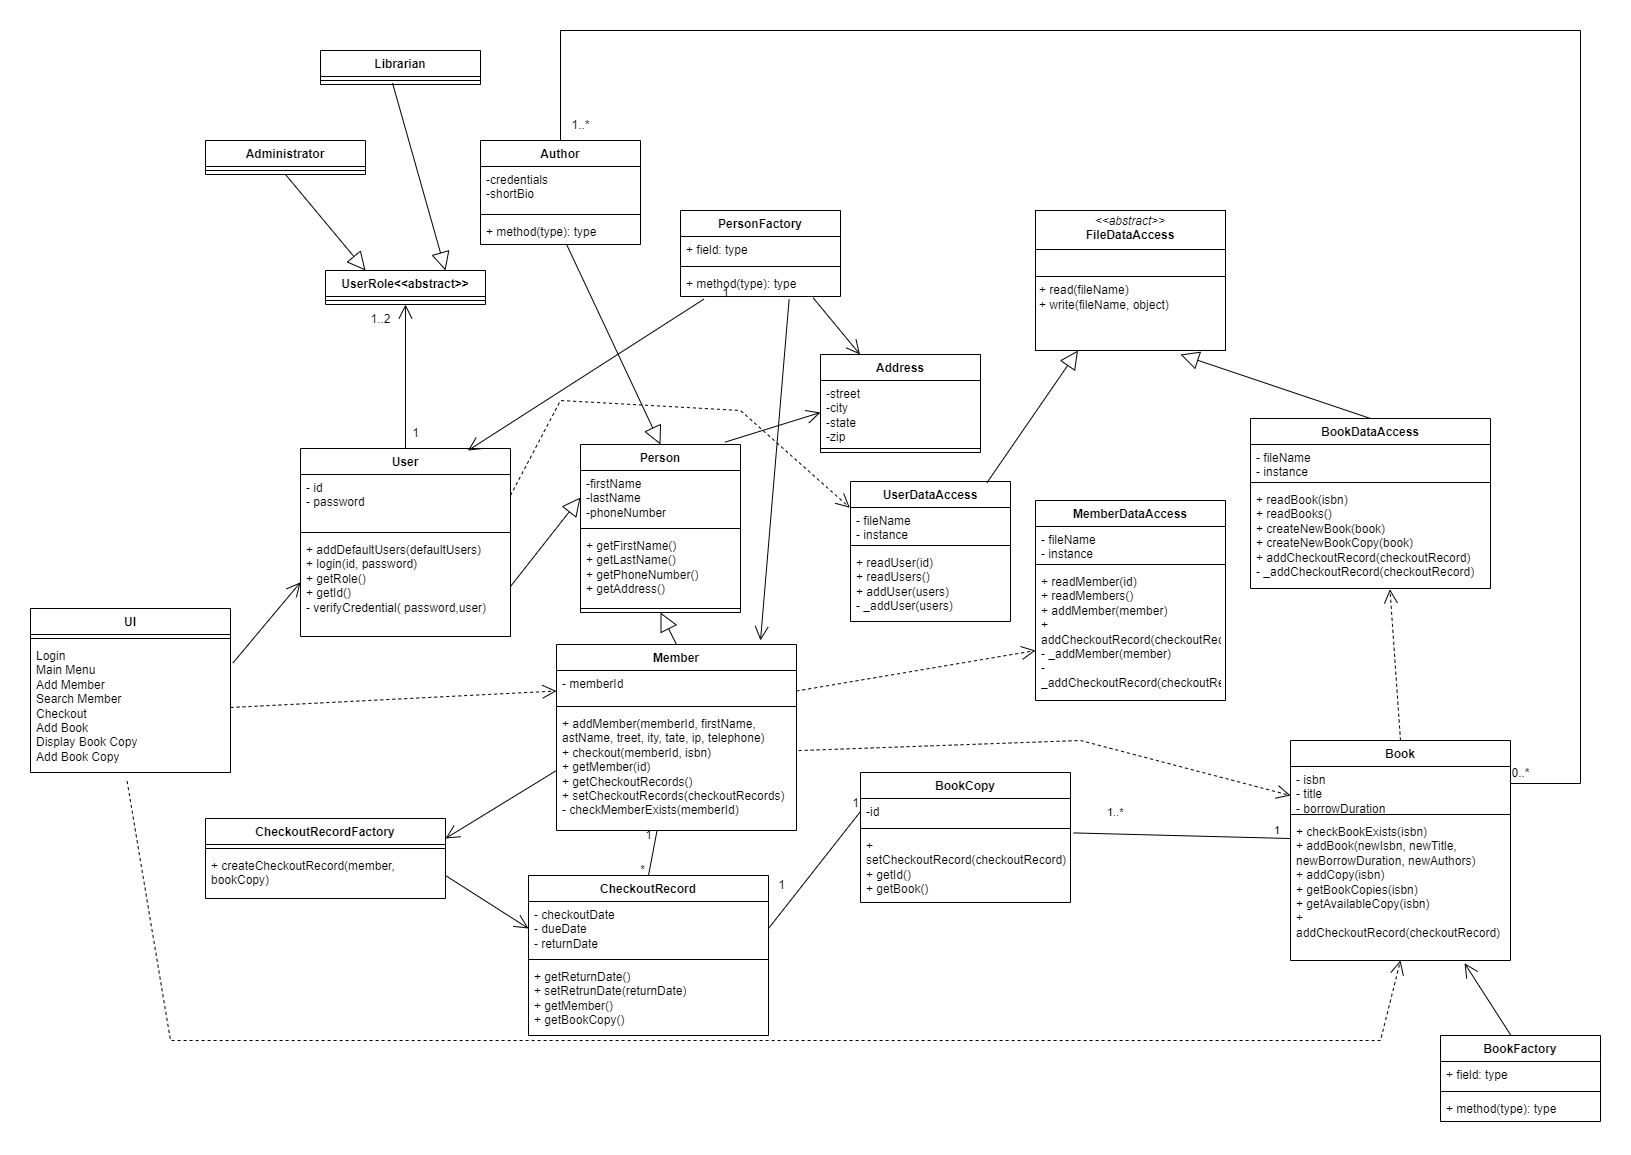 Librarian
1..*
Administrator
Author
-credentials
-shortBio
+ method(type): type
PersonFactory
+ field: type
+ method(type): type
1
<<abstract>>
FileDataAccess
+ read(fileName)
+ write(fileName, object)
UserRole<<abstract>>
1..2
Address
-street
-city
-state
-zip
1
User
- id
- password
+ addDefaultUsers(defaultUsers)
+ login(id, password)
+ getRole()
+ getId()
- verifyCredential( password,user)
Person
-firstName
-lastName
-phoneNumber
+ getFirstName()
+ getLastName()
+ getPhoneNumber()
+ getAddress()
UserDataAccess
- fileName
- instance
+ readUser(id)
+ readUsers()
+ addUser(users)
- _addUser(users)
MemberDataAccess
- fileName
- instance
+ readMember(id)
+ readMembers()
+ addMember(member)
+
addCheckoutRecord(checkoutRec
- _addMember(member)
-
_addCheckoutRecord(checkoutRe
BookDataAccess
- fileName
- instance
+ readBook(isbn)
+ readBooks()
+ createNewBook(book)
+ createNewBookCopy(book)
+ addCheckoutRecord(checkoutRecord)
- _addCheckoutRecord(checkoutRecord)
UI
Login
Main Menu
Add Member
Search Member
Checkout
Add Book
Display Book Copy
Add Book Copy
Member
- memberId
+ addMember(memberId, firstName,
astName, treet, ity, tate, ip, telephone)
+ checkout(memberId, isbn)
+ getMember(id)
+ getCheckoutRecords()
+ setCheckoutRecords(checkoutRecords)
- checkMemberExists(memberId)
1
*
Book
- isbn
- title
- borrowDuration
+ checkBookExists(isbn)
+ addBook(newIsbn, newTitle,
newBorrowDuration, newAuthors)
+ addCopy(isbn)
+ getBookCopies(isbn)
+ getAvailableCopy(isbn)
+
addCheckoutRecord(checkoutRecord)
0..*
BookCopy
-id
+
setCheckoutRecord(checkoutRecord)
+ getId()
+ getBook()
1
1..*
1
CheckoutRecordFactory
+ createCheckoutRecord(member,
bookCopy)
CheckoutRecord
- checkoutDate
- dueDate
- returnDate
+ getReturnDate()
+ setRetrunDate(returnDate)
+ getMember()
+ getBookCopy()
1
BookFactory
+ field: type
+ method(type): type